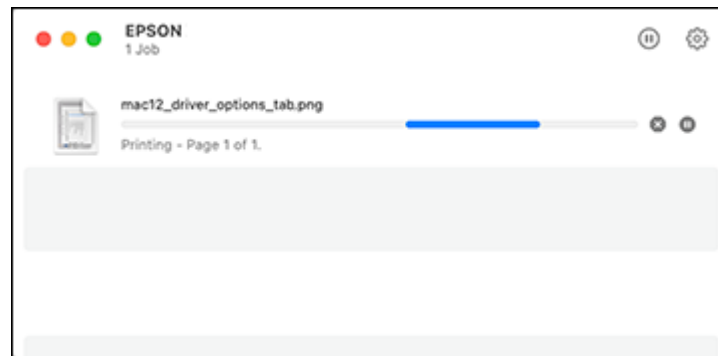 EPSON
1 Job
mac12_driver_options_tab.png
Printing - Page 1 of 1.